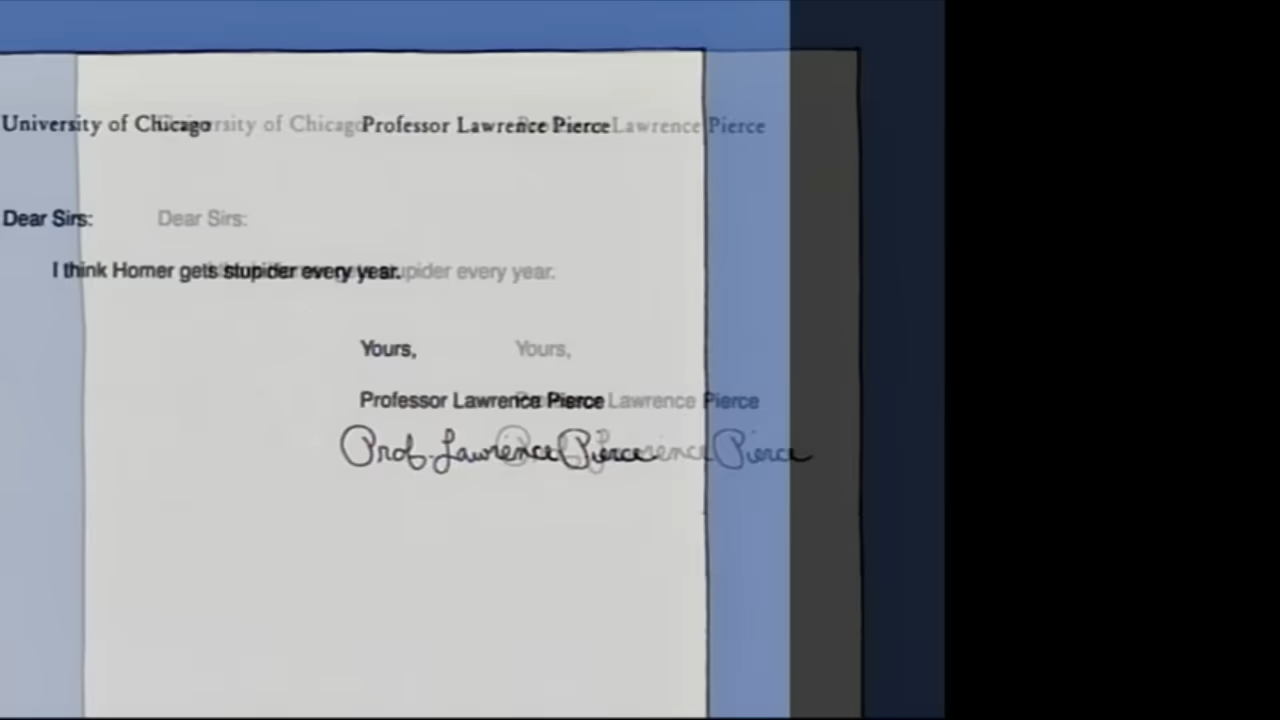 University of Chicago Professor Lawrence Pierce
Dear Sirs:
I think Homer gets stupider every year.
Yours,
Professor Lawrence Pierce
Prof. Lawrence Pierce